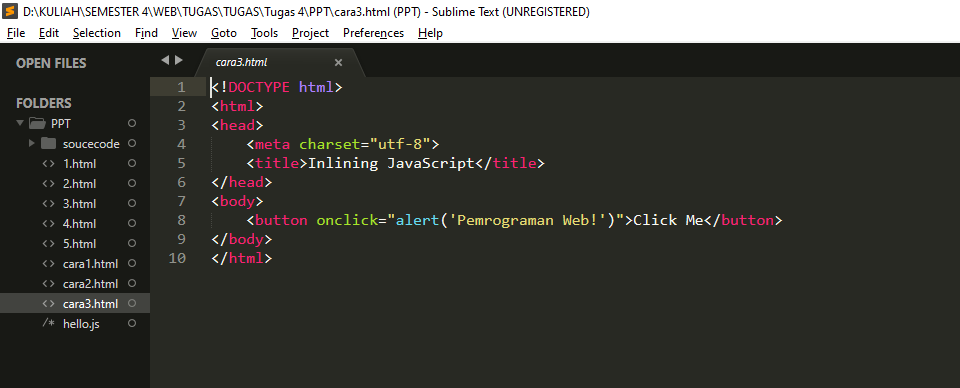 D:\KULIAH\SEMESTER 4\WEB\TUGAS\TUGAS\Tugas 4\PPT\cara3.html (PPT) - Sublime Text (UNREGISTERED)
File Edit Selection Find View Goto Tools Project Preferences Help
OPEN FILES
FOLDERS
PPT
soucecode
<> 1.html
<> 2.html
<> 3.html
<> 4.html
<> 5.html
<> cara1.html
<> cara2.html
<> cara3.html
/* hello.js
cara3.html ×
1 <!DOCTYPE html>
2 <html>
3 <head>
4     <meta charset="utf-8">
5     <title>Inlining JavaScript</title>
6 </head>
7 <body>
8     <button onclick="alert('Pemrograman Web!')">Click Me</button>
9 </body>
10 </html>